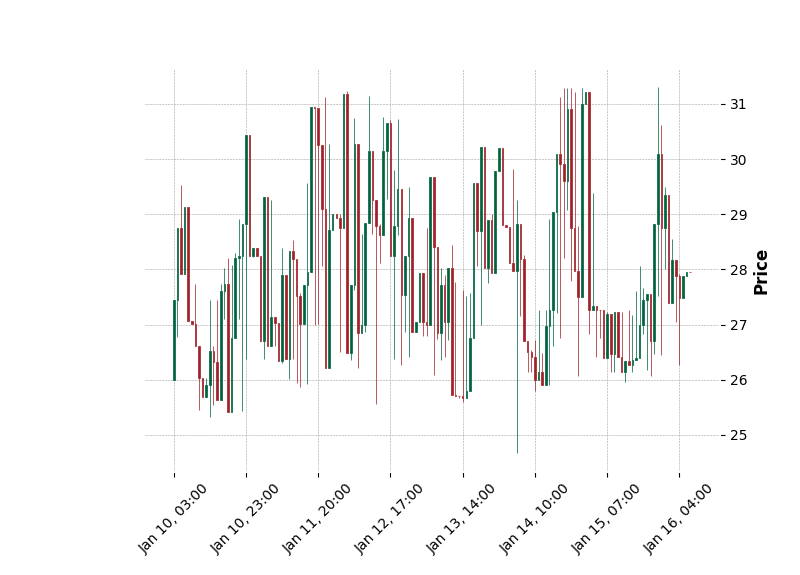 31
30
29
28
27
26
25
Price
Jan 10, 03:00
Jan 10, 23:00
Jan 11, 20:00
Jan 12, 17:00
Jan 13, 14:00
Jan 14, 10:00
Jan 15, 07:00
Jan 16, 04:00